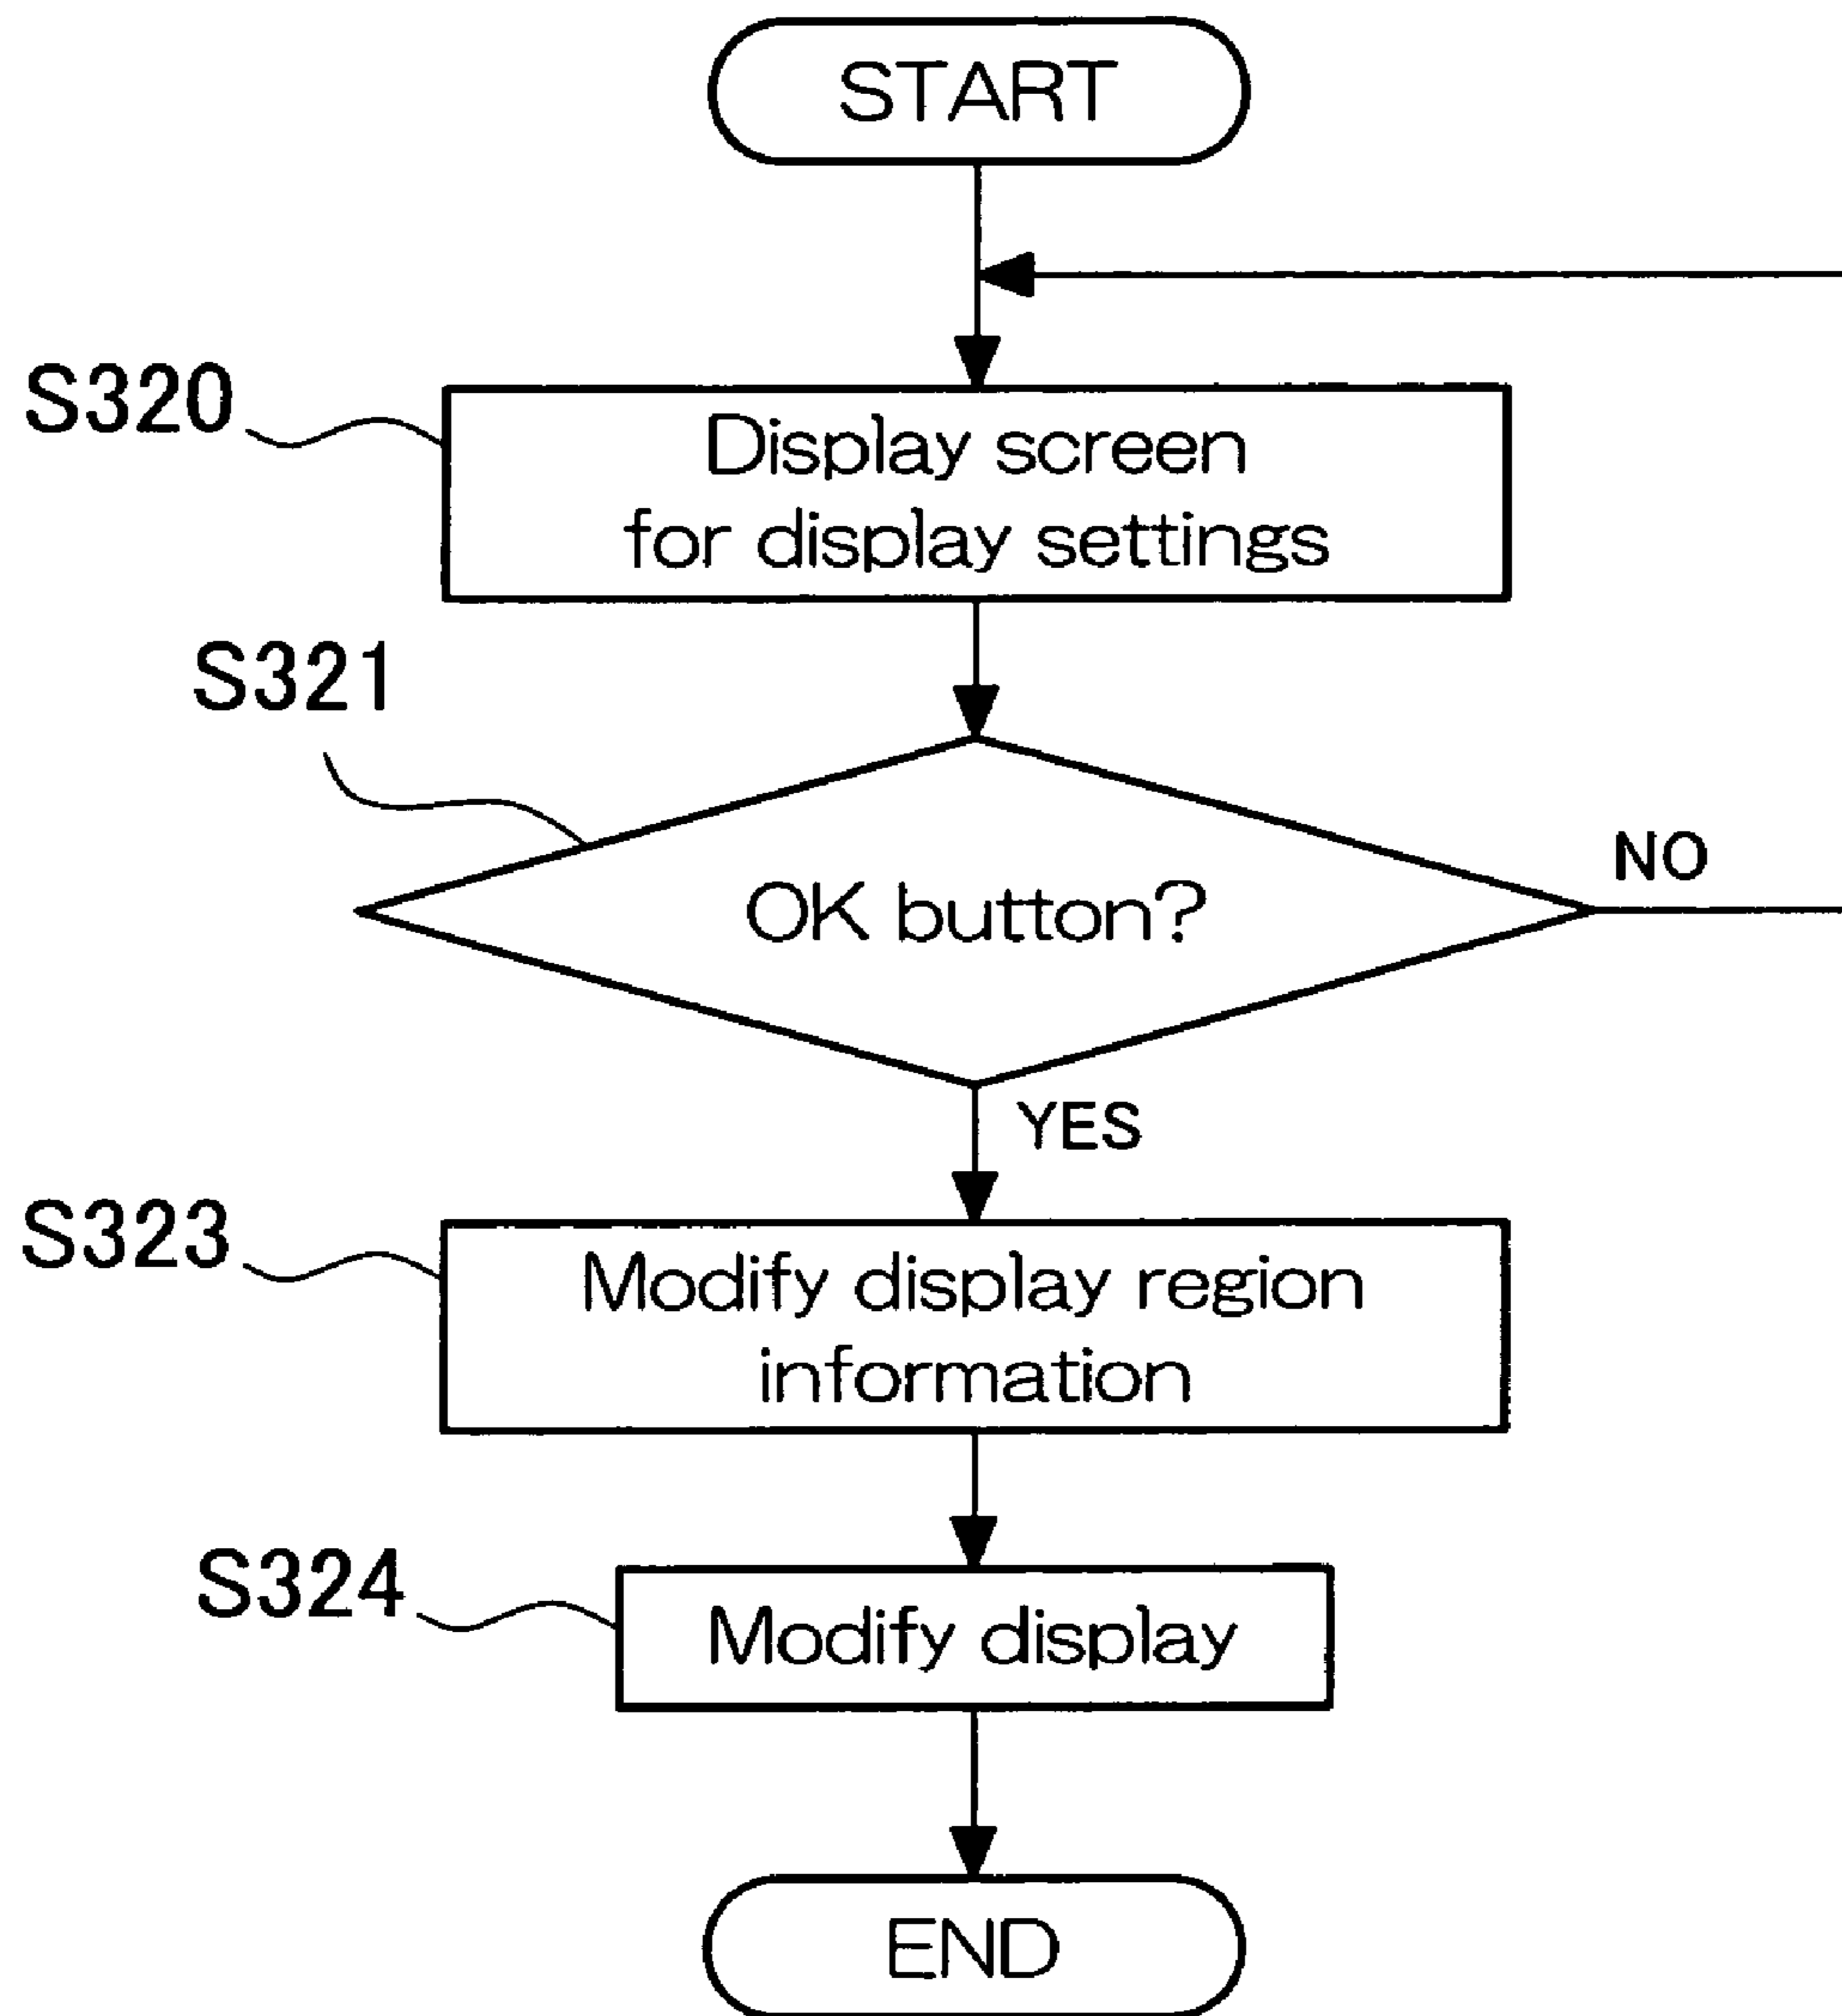 START
S320
Display screen
for display settings
S321
OK button?
NO
YES
S323
Modify display region
information
S324
Modify display
END